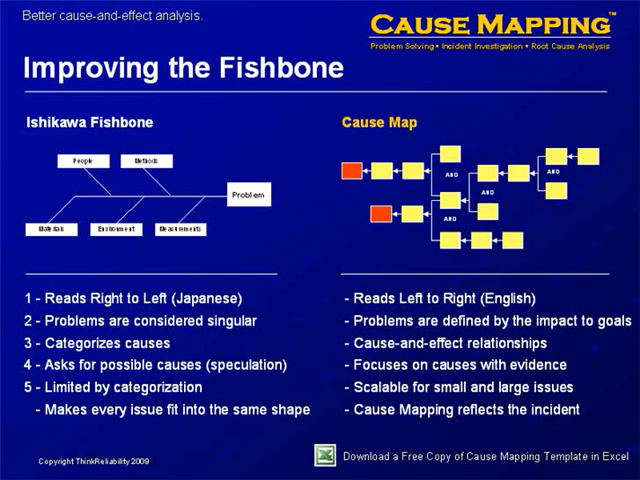 Better cause-and-effect analysis.
CAUSE MAPPING™
Problem Solving • Incident Investigation • Root Cause Analysis
Improving the Fishbone
Ishikawa Fishbone
People
Methods
Problem
Materials
Environment
Measurements
Cause Map
AND
AND
AND
AND
1 - Reads Right to Left (Japanese)
2 - Problems are considered singular
3 - Categorizes causes
4 - Asks for possible causes (speculation)
5 - Limited by categorization
- Makes every issue fit into the same shape
- Reads Left to Right (English)
- Problems are defined by the impact to goals
- Cause-and-effect relationships
- Focuses on causes with evidence
- Scalable for small and large issues
- Cause Mapping reflects the incident
Copyright ThinkReliability 2009
Download a Free Copy of Cause Mapping Template in Excel